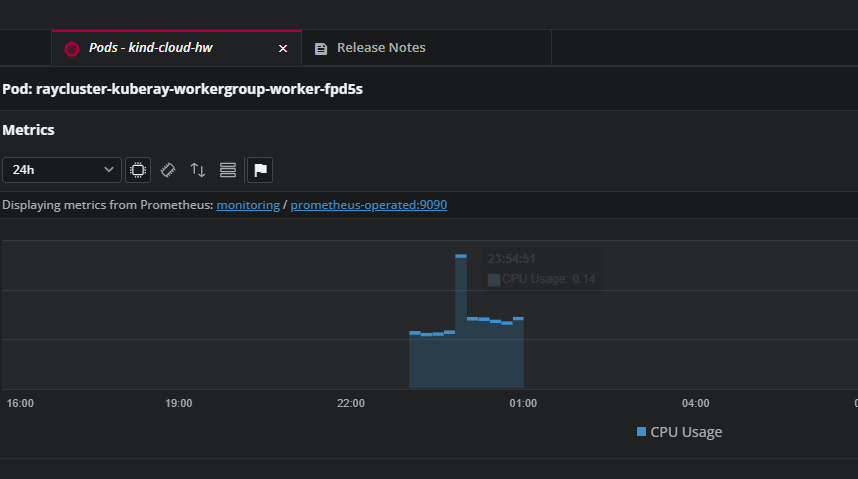 Pods - kind-cloud-hw
Release Notes
Pod: raycluster-kuberay-workergroup-worker-fpd5s
Metrics
24h
Displaying metrics from Prometheus: monitoring / prometheus-operated:9090
23:54:51
CPU Usage: 0.14
16:00 19:00 22:00 01:00 04:00
CPU Usage